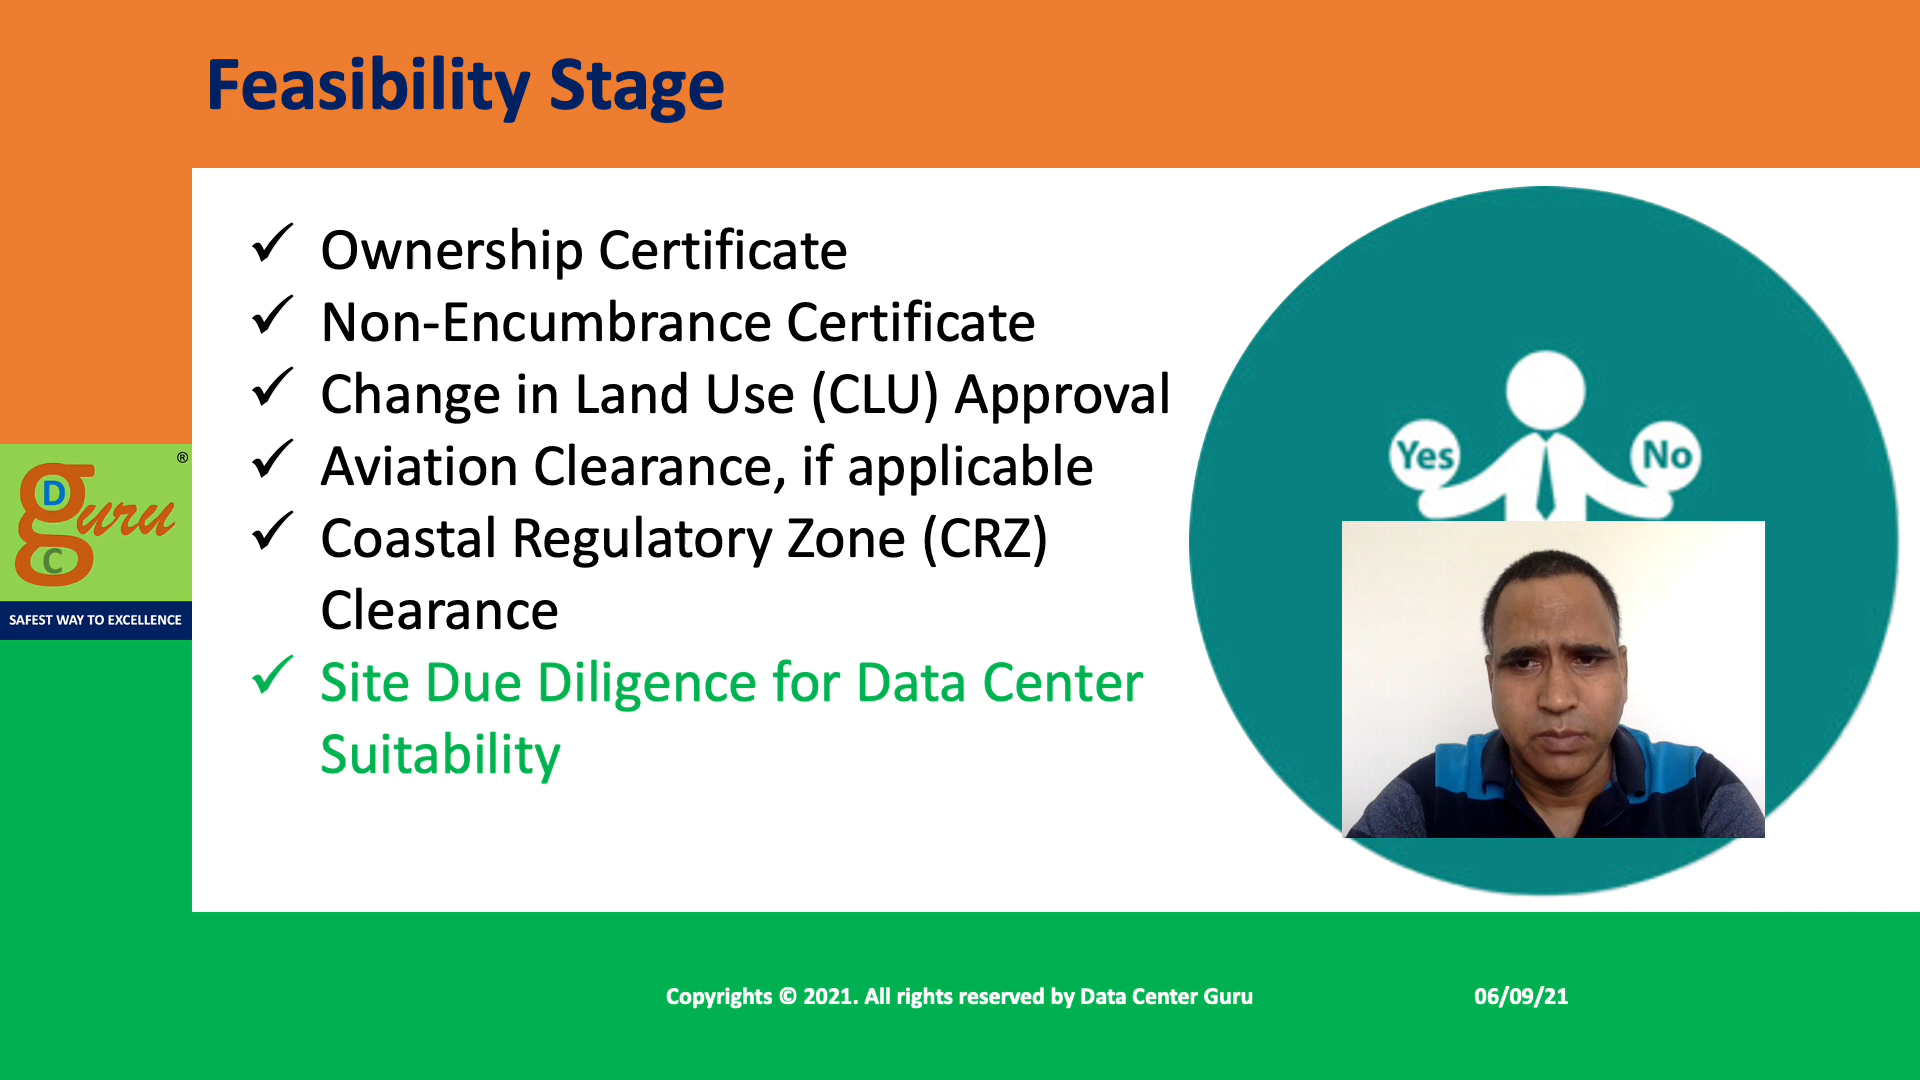 Feasibility Stage
✓ Ownership Certificate
✓ Non-Encumbrance Certificate
✓ Change in Land Use (CLU) Approval
✓ Aviation Clearance, if applicable
✓ Coastal Regulatory Zone (CRZ)
Clearance
✓ Site Due Diligence for Data Center
Suitability
Yes
No
®
D
guru
C
SAFEST WAY TO EXCELLENCE
Copyrights © 2021. All rights reserved by Data Center Guru
06/09/21